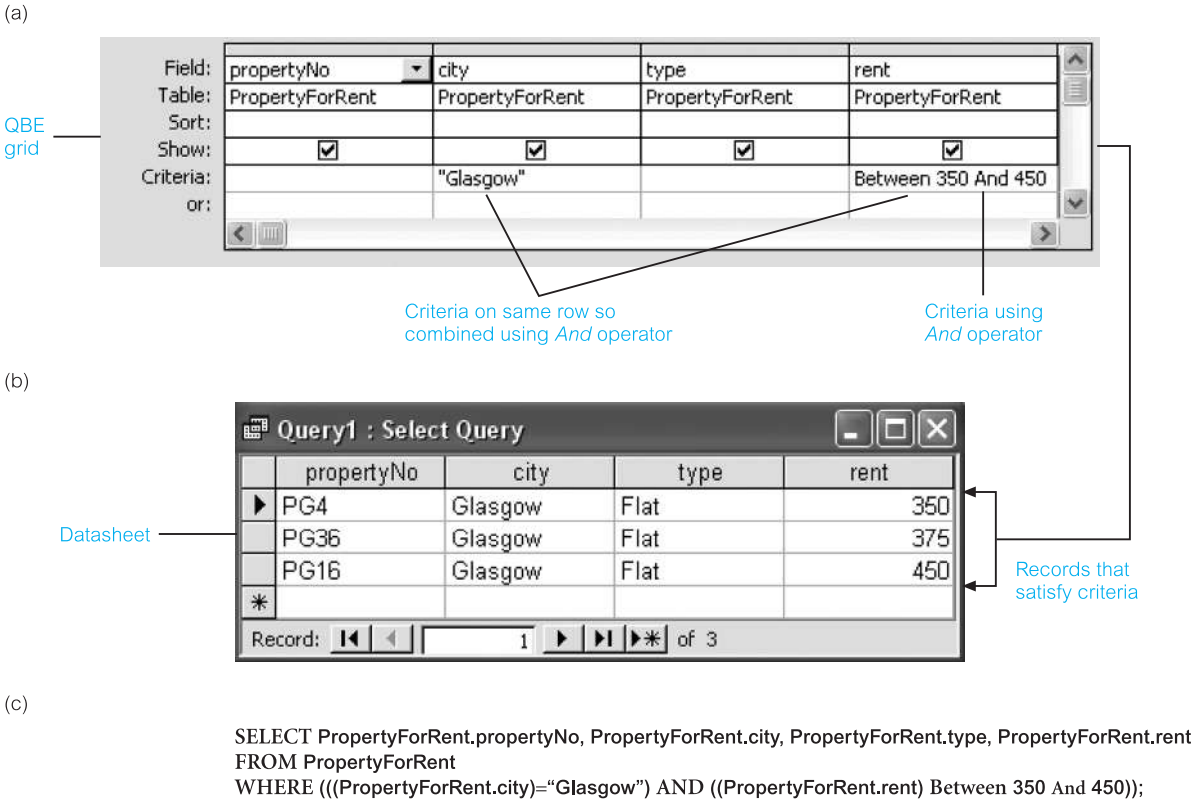 (a)
QBE grid
Field: propertyNo city type rent
Table: PropertyForRent PropertyForRent PropertyForRent PropertyForRent
Sort:
Show:
Criteria: "Glasgow" Between 350 And 450
or:
Criteria on same row so
combined using And operator
Criteria using
And operator
(b)
Query1 : Select Query
propertyNo city type rent
PG4 Glasgow Flat 350
PG36 Glasgow Flat 375
PG16 Glasgow Flat 450
Datasheet
Records that
satisfy criteria
Record: 1 of 3
(c)
SELECT PropertyForRent.propertyNo, PropertyForRent.city, PropertyForRent.type, PropertyForRent.rent
FROM PropertyForRent
WHERE (((PropertyForRent.city)=“Glasgow”) AND ((PropertyForRent.rent) Between 350 And 450));